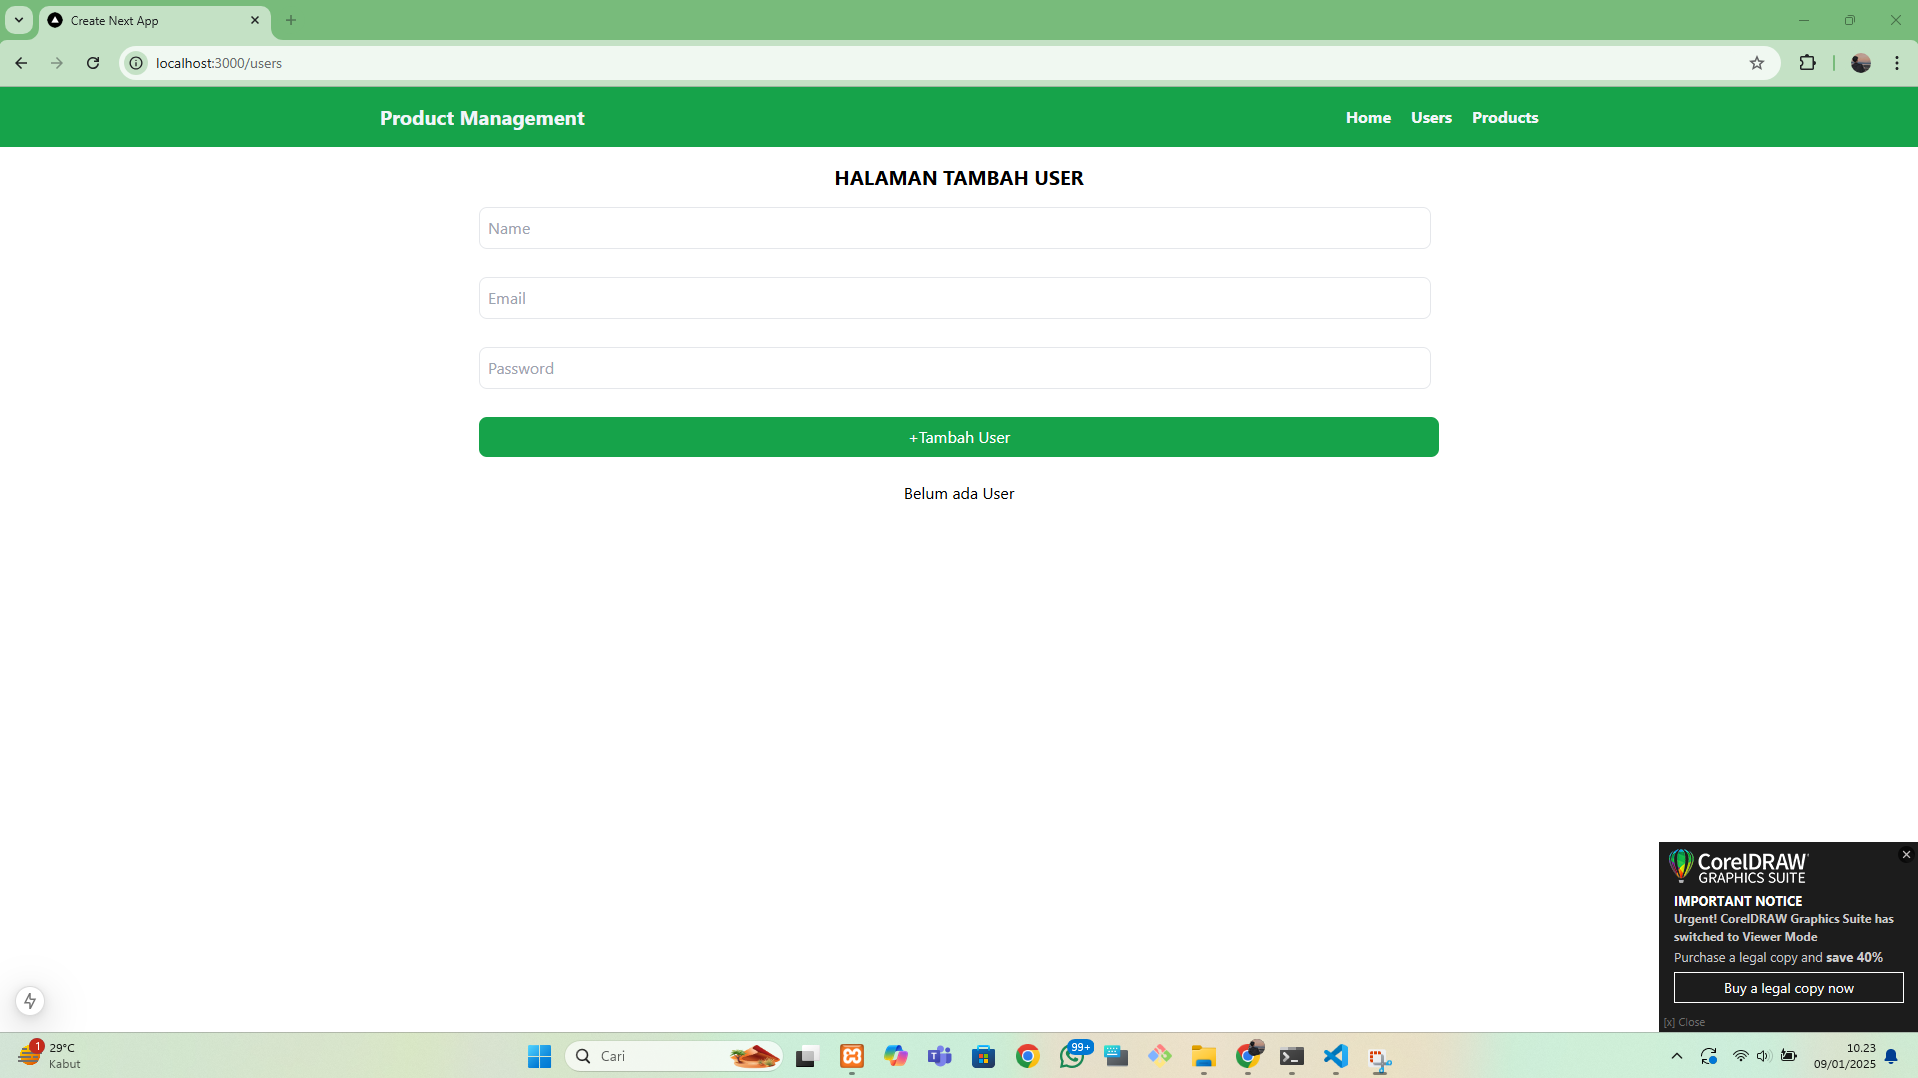 Create Next App
localhost:3000/users
Product Management
Home Users Products
HALAMAN TAMBAH USER
Name
Email
Password
+Tambah User
Belum ada User
CorelDRAW
GRAPHICS SUITE
IMPORTANT NOTICE
Urgent! CorelDRAW Graphics Suite has
switched to Viewer Mode
Purchase a legal copy and save 40%
Buy a legal copy now
[x] Close
1
29°C
Kabut
Cari
99+
10.23
09/01/2025